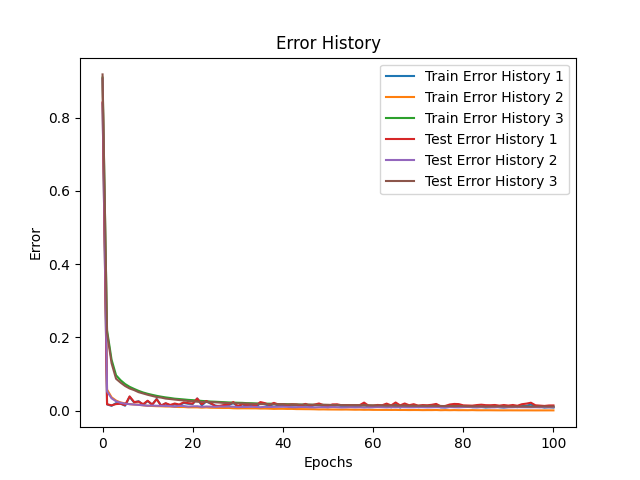 Error History
Train Error History 1
Train Error History 2
Train Error History 3
Test Error History 1
Test Error History 2
Test Error History 3
0.8
0.6
0.4
0.2
0.0
Error
0 20 40 60 80 100
Epochs